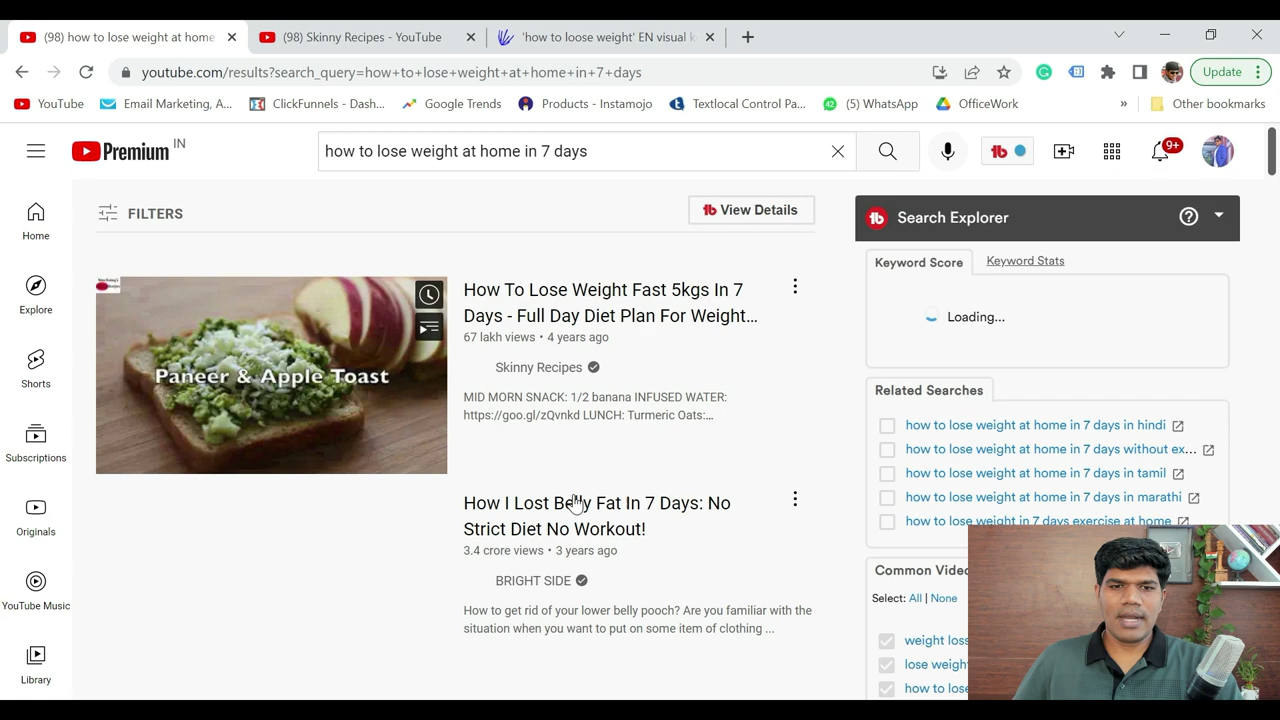 (98) how to lose weight at home
(98) Skinny Recipes - YouTube
'how to loose weight' EN visual k
youtube.com/results?search_query=how+to+lose+weight+at+home+in+7+days
Update
YouTube
Email Marketing, A...
ClickFunnels - Dash...
Google Trends
Products - Instamojo
Textlocal Control Pa...
(5) WhatsApp
OfficeWork
»
Other bookmarks
Premium IN
how to lose weight at home in 7 days
9+
Home
Explore
Shorts
Subscriptions
Originals
YouTube Music
Library
FILTERS
View Details
Paneer & Apple Toast
How To Lose Weight Fast 5kgs In 7
Days - Full Day Diet Plan For Weight...
67 lakh views • 4 years ago
Skinny Recipes
MID MORN SNACK: 1/2 banana INFUSED WATER:
https://goo.gl/zQvnkd LUNCH: Turmeric Oats:...
How I Lost Belly Fat In 7 Days: No
Strict Diet No Workout!
3.4 crore views • 3 years ago
BRIGHT SIDE
How to get rid of your lower belly pooch? Are you familiar with the
situation when you want to put on some item of clothing ...
Search Explorer
Keyword Score
Keyword Stats
Loading...
Related Searches
how to lose weight at home in 7 days in hindi
how to lose weight at home in 7 days without ex...
how to lose weight at home in 7 days in tamil
how to lose weight at home in 7 days in marathi
how to lose weight in 7 days exercise at home
Common Vide
Select: All | None
weight loss
lose weigh
how to lose